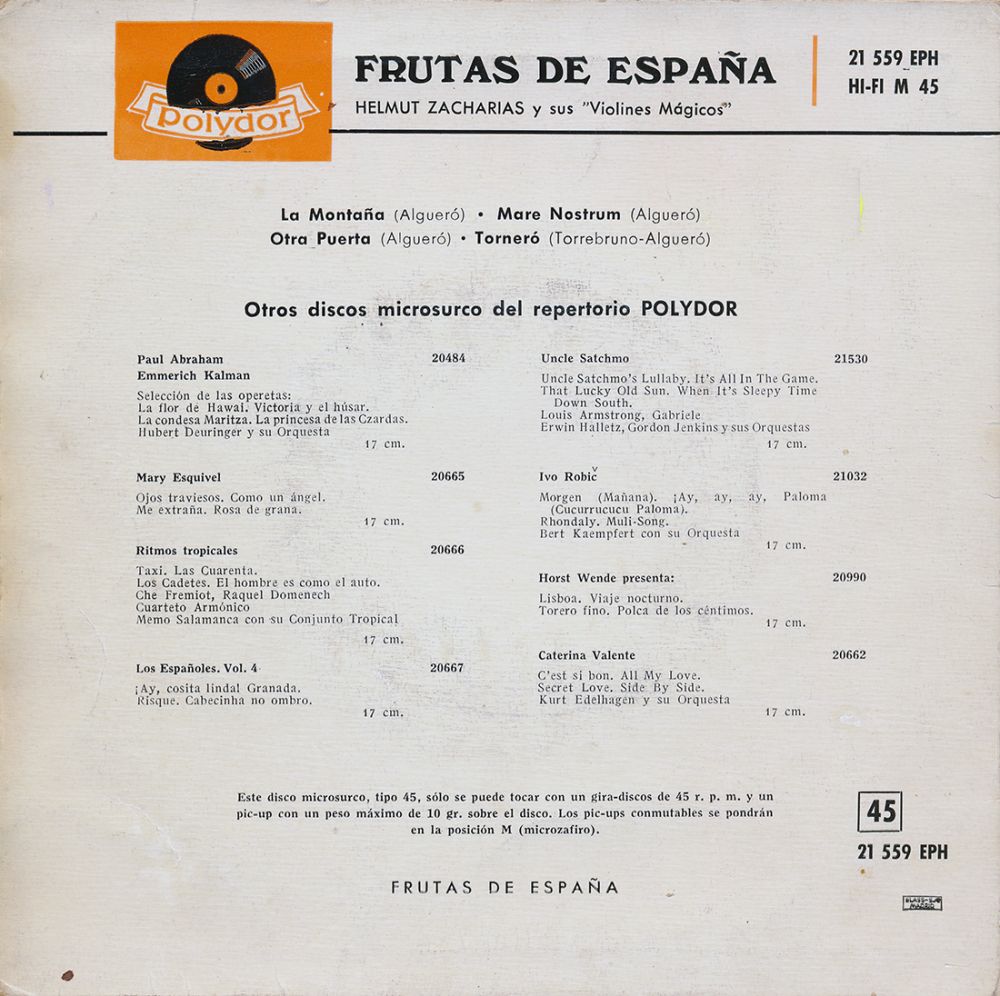 Polydor
FRUTAS DE ESPAÑA
HELMUT ZACHARIAS y sus "Violines Mágicos"
21 559 EPH
HI-FI M 45
La Montaña (Algueró) • Mare Nostrum (Algueró)
Otra Puerta (Algueró) • Torneró (Torrebruno-Algueró)
Otros discos microsurco del repertorio POLYDOR
Paul Abraham 20484
Emmerich Kalman
Selección de las operetas:
La flor de Hawai. Victoria y el húsar.
La condesa Maritza. La princesa de las Czardas.
Hubert Deuringer y su Orquesta
17 cm.
Mary Esquivel 20665
Ojos traviesos. Como un ángel.
Me extraña. Rosa de grana.
17 cm.
Ritmos tropicales 20666
Taxi. Las Cuarenta.
Los Cadetes. El hombre es como el auto.
Che Fremiot, Raquel Domenech
Cuarteto Armónico
Memo Salamanca con su Conjunto Tropical
17 cm.
Los Españoles. Vol. 4 20667
¡Ay, cosita lindal Granada.
Risque. Cabecinha no ombro.
17 cm.
Uncle Satchmo 21530
Uncle Satchmo's Lullaby. It's All In The Game.
That Lucky Old Sun. When It's Sleepy Time
Down South.
Louis Armstrong, Gabriele
Erwin Halletz, Gordon Jenkins y sus Orquestas
17 cm.
Ivo Robič 21032
Morgen (Mañana). ¡Ay, ay, ay, Paloma
(Cucurrucucu Paloma).
Rhondaly. Muli-Song.
Bert Kaempfert con su Orquesta
17 cm.
Horst Wende presenta: 20990
Lisboa. Viaje nocturno.
Torero fino. Polca de los céntimos.
17 cm.
Caterina Valente 20662
C'est si bon. All My Love.
Secret Love. Side By Side.
Kurt Edelhagen y su Orquesta
17 cm.
Este disco microsurco, tipo 45, sólo se puede tocar con un gira-discos de 45 r. p. m. y un
pic-up con un peso máximo de 10 gr. sobre el disco. Los pic-ups conmutables se pondrán
en la posición M (microzafiro).
45
21 559 EPH
FRUTAS DE ESPAÑA
MADRID